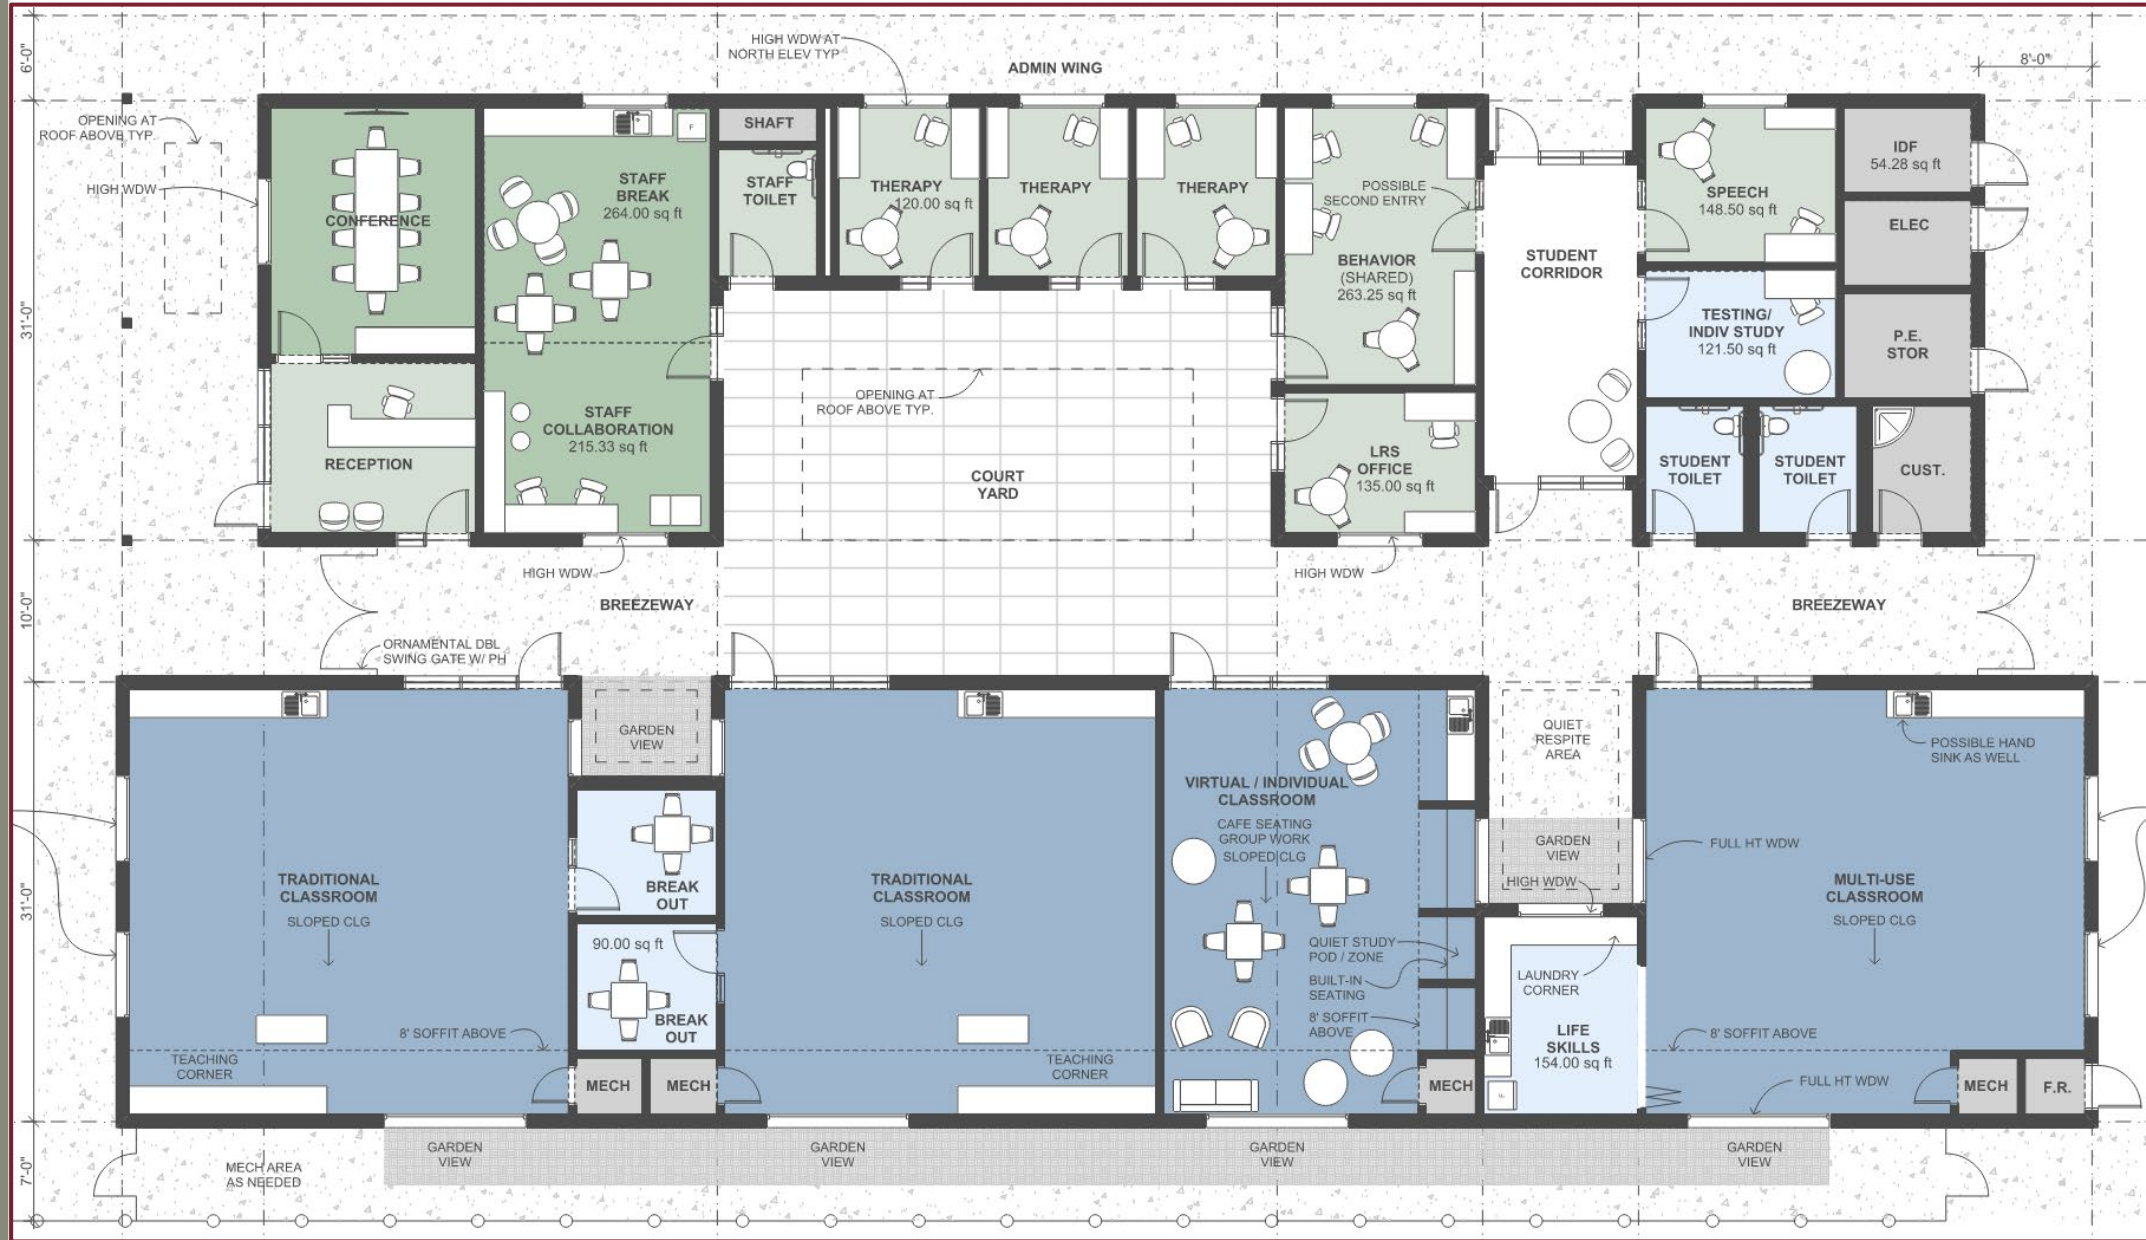 HIGH WDW AT
NORTH ELEV TYP
ADMIN WING
8'-0"
6'-0"
OPENING AT
ROOF ABOVE TYP.
HIGH WDW
CONFERENCE
STAFF
BREAK
264.00 sq ft
F
SHAFT
STAFF
TOILET
THERAPY
120.00 sq ft
THERAPY
THERAPY
POSSIBLE
SECOND ENTRY
BEHAVIOR
(SHARED)
263.25 sq ft
STUDENT
CORRIDOR
SPEECH
148.50 sq ft
IDF
54.28 sq ft
ELEC
TESTING/
INDIV STUDY
121.50 sq ft
P.E.
STOR
31'-0"
RECEPTION
STAFF
COLLABORATION
215.33 sq ft
OPENING AT
ROOF ABOVE TYP.
COURT
YARD
LRS
OFFICE
135.00 sq ft
STUDENT
TOILET
STUDENT
TOILET
CUST.
HIGH WDW
HIGH WDW
10'-0"
BREEZEWAY
BREEZEWAY
ORNAMENTAL DBL
SWING GATE W/ PH
GARDEN
VIEW
QUIET
RESPITE
AREA
POSSIBLE HAND
SINK AS WELL
VIRTUAL / INDIVIDUAL
CLASSROOM
CAFE SEATING
GROUP WORK
SLOPED CLG
GARDEN
VIEW
FULL HT WDW
HIGH WDW
31'-0"
TRADITIONAL
CLASSROOM
SLOPED CLG
BREAK
OUT
TRADITIONAL
CLASSROOM
SLOPED CLG
MULTI-USE
CLASSROOM
SLOPED CLG
90.00 sq ft
BREAK
OUT
QUIET STUDY
POD / ZONE
BUILT-IN
SEATING
8' SOFFIT
ABOVE
LAUNDRY
CORNER
LIFE
SKILLS
154.00 sq ft
F
8' SOFFIT ABOVE
8' SOFFIT ABOVE
TEACHING
CORNER
MECH
MECH
TEACHING
CORNER
MECH
FULL HT WDW
MECH
F.R.
7'-0"
MECH AREA
AS NEEDED
GARDEN
VIEW
GARDEN
VIEW
GARDEN
VIEW
GARDEN
VIEW